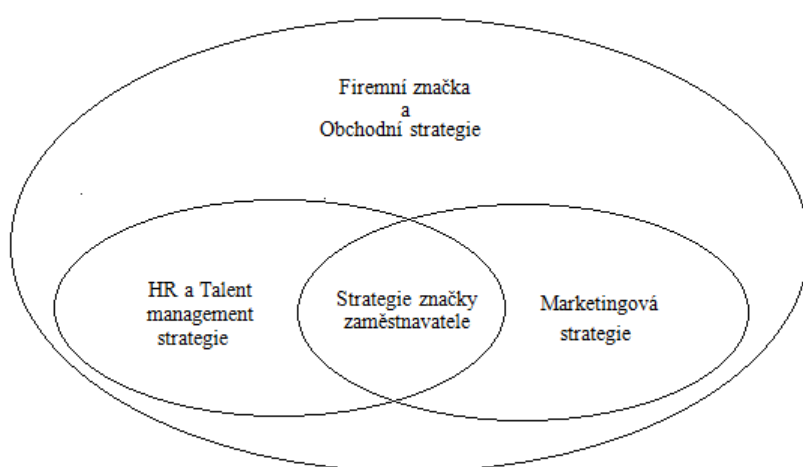 Firemní značka
a
Obchodní strategie
HR a Talent
management
strategie
Strategie značky
zaměstnavatele
Marketingová
strategie